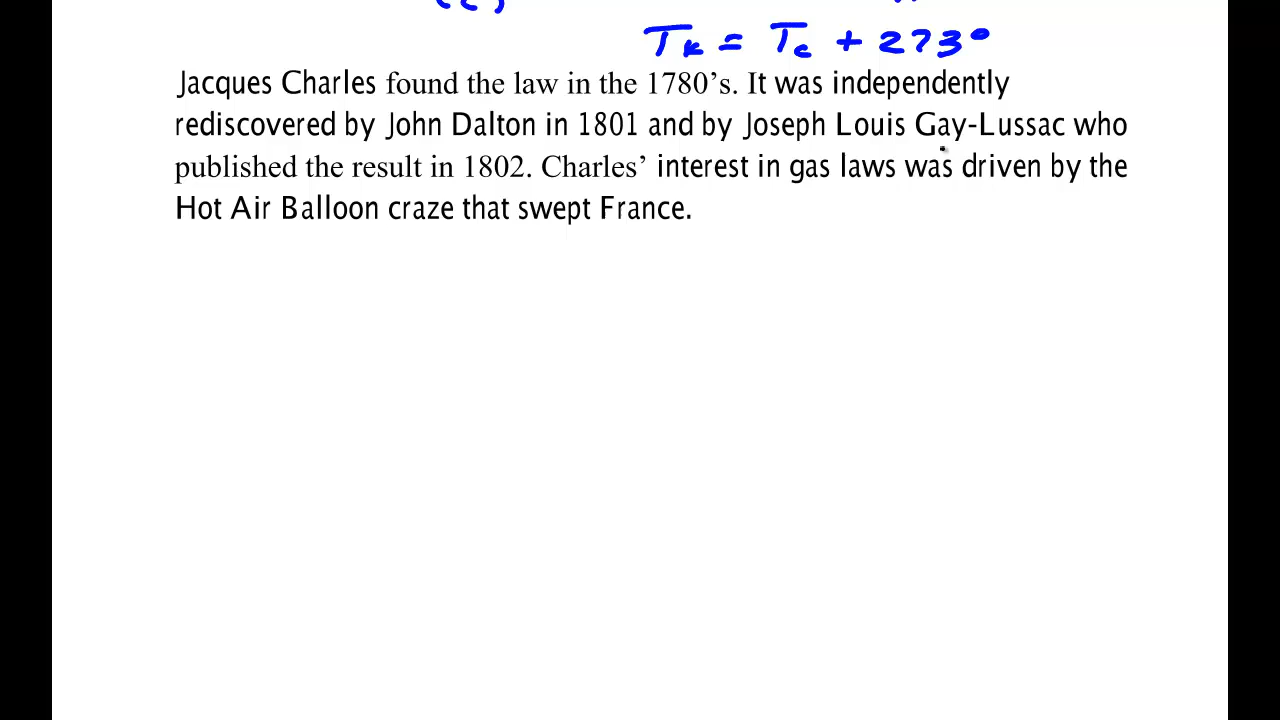 T_K = T_C + 273°
Jacques Charles found the law in the 1780’s. It was independently
rediscovered by John Dalton in 1801 and by Joseph Louis Gay-Lussac who
published the result in 1802. Charles’ interest in gas laws was driven by the
Hot Air Balloon craze that swept France.